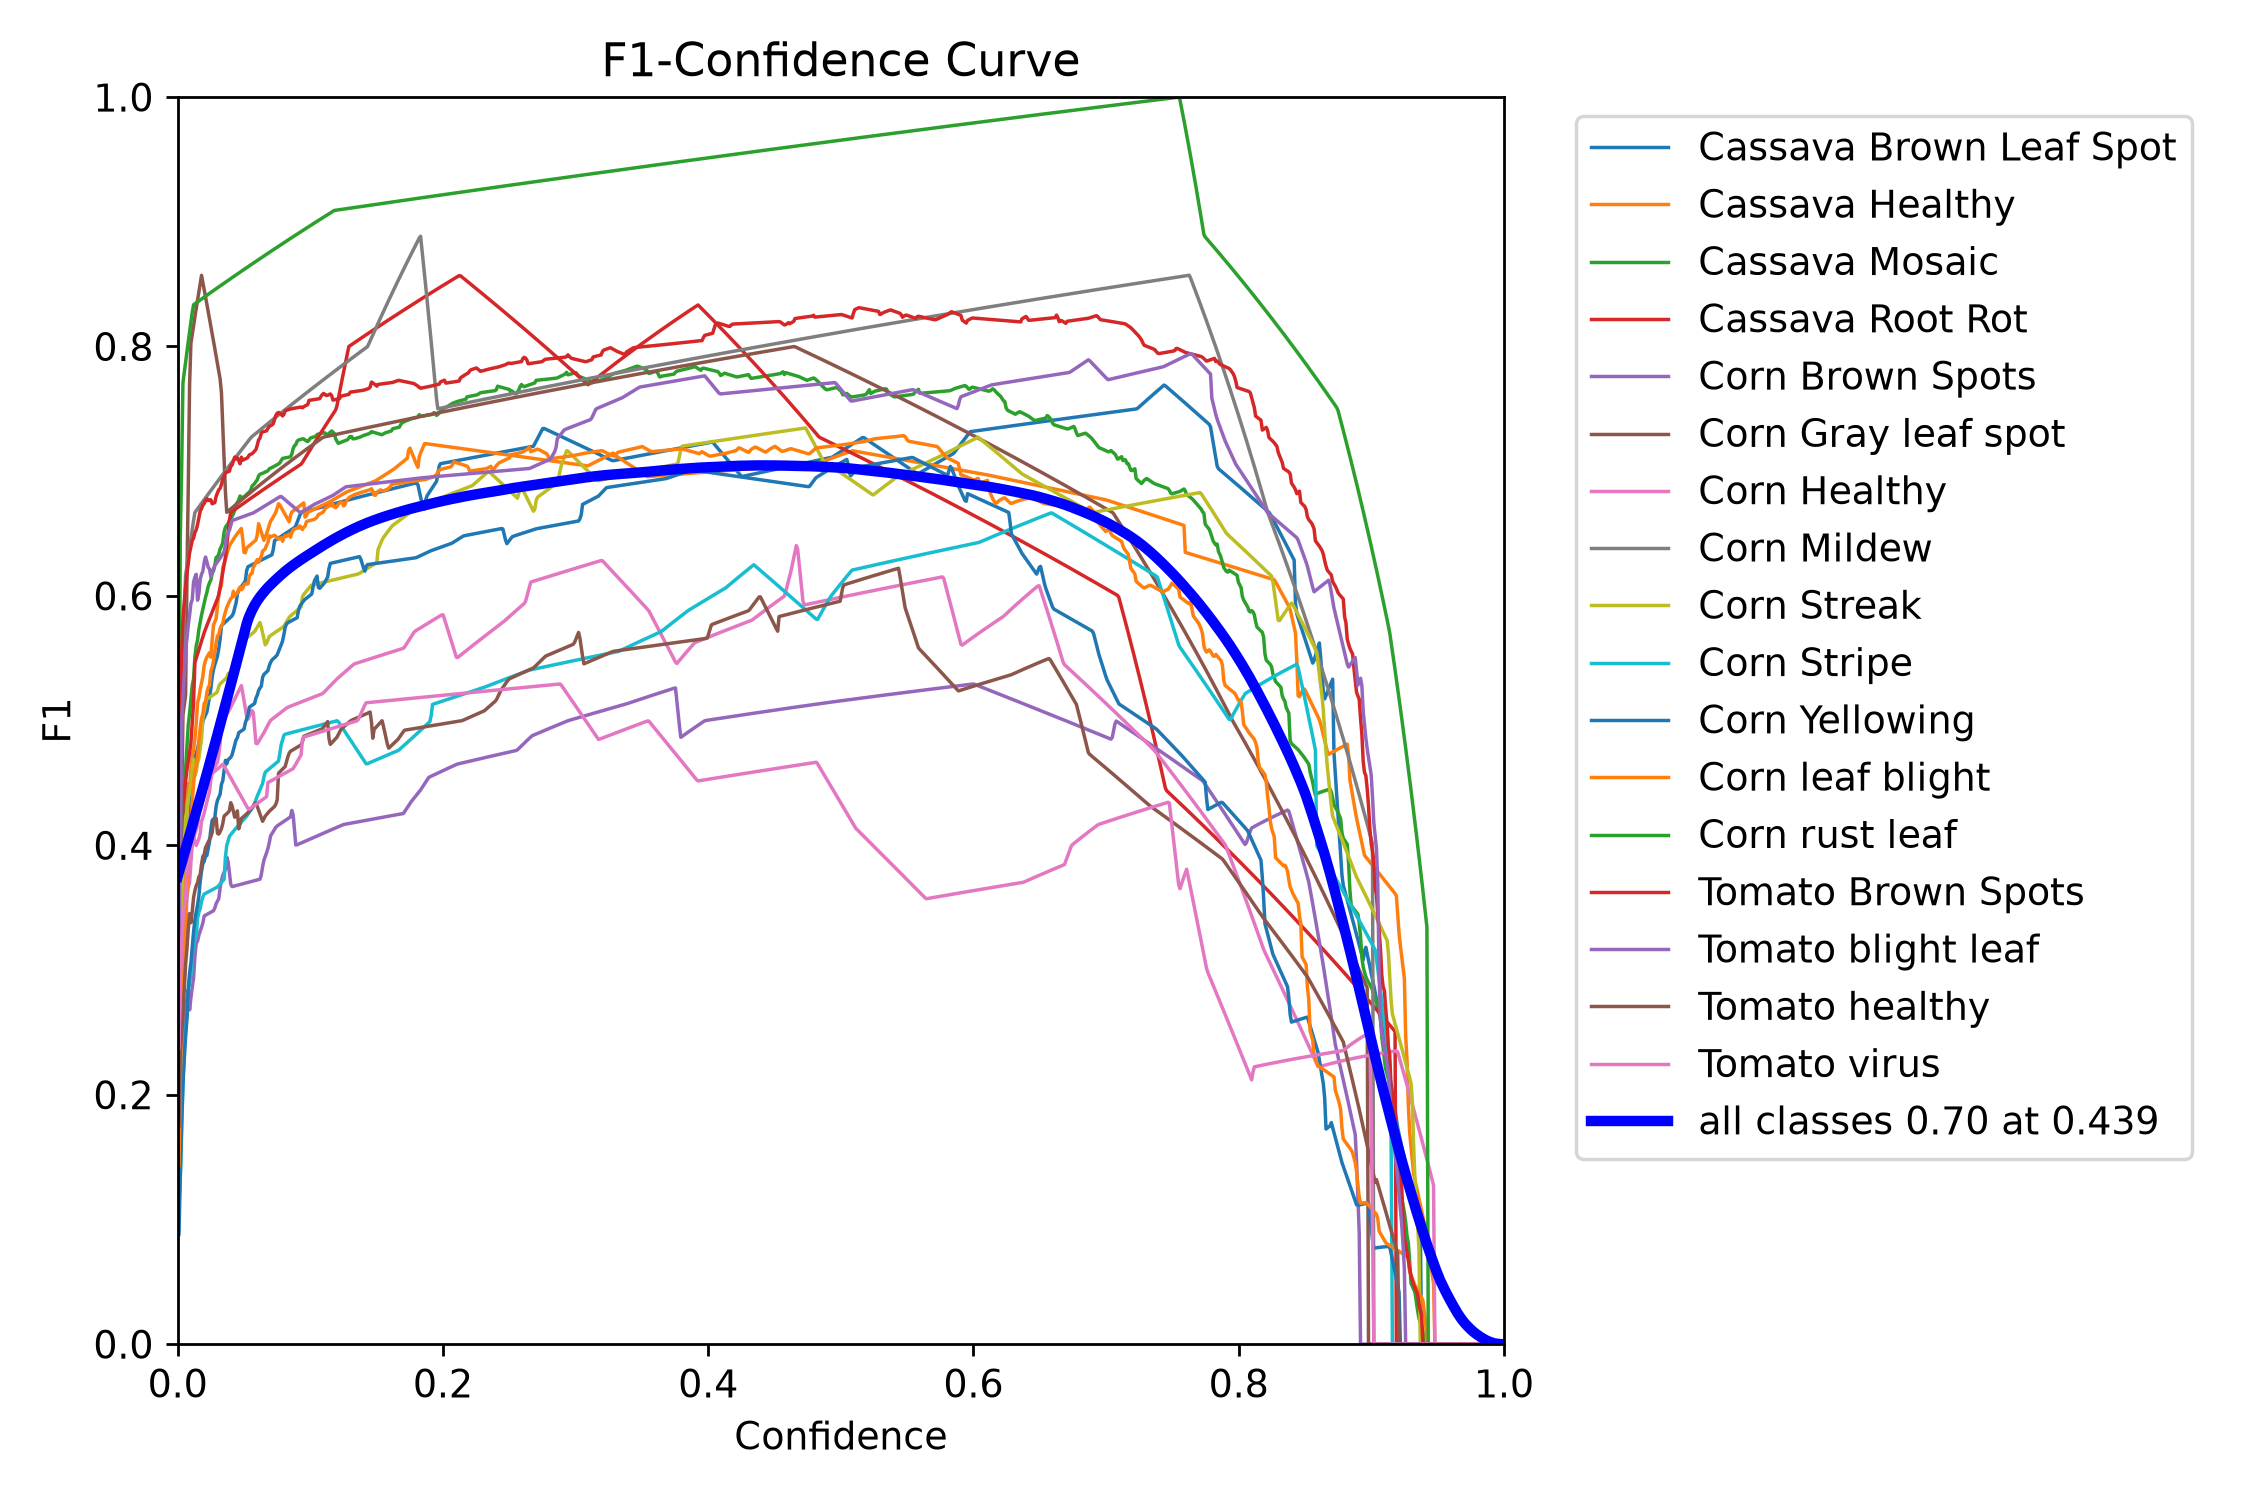 F1-Confidence Curve
1.0
0.8
0.6
0.4
0.2
0.0
F1
0.0 0.2 0.4 0.6 0.8 1.0
Confidence
Cassava Brown Leaf Spot
Cassava Healthy
Cassava Mosaic
Cassava Root Rot
Corn Brown Spots
Corn Gray leaf spot
Corn Healthy
Corn Mildew
Corn Streak
Corn Stripe
Corn Yellowing
Corn leaf blight
Corn rust leaf
Tomato Brown Spots
Tomato blight leaf
Tomato healthy
Tomato virus
all classes 0.70 at 0.439